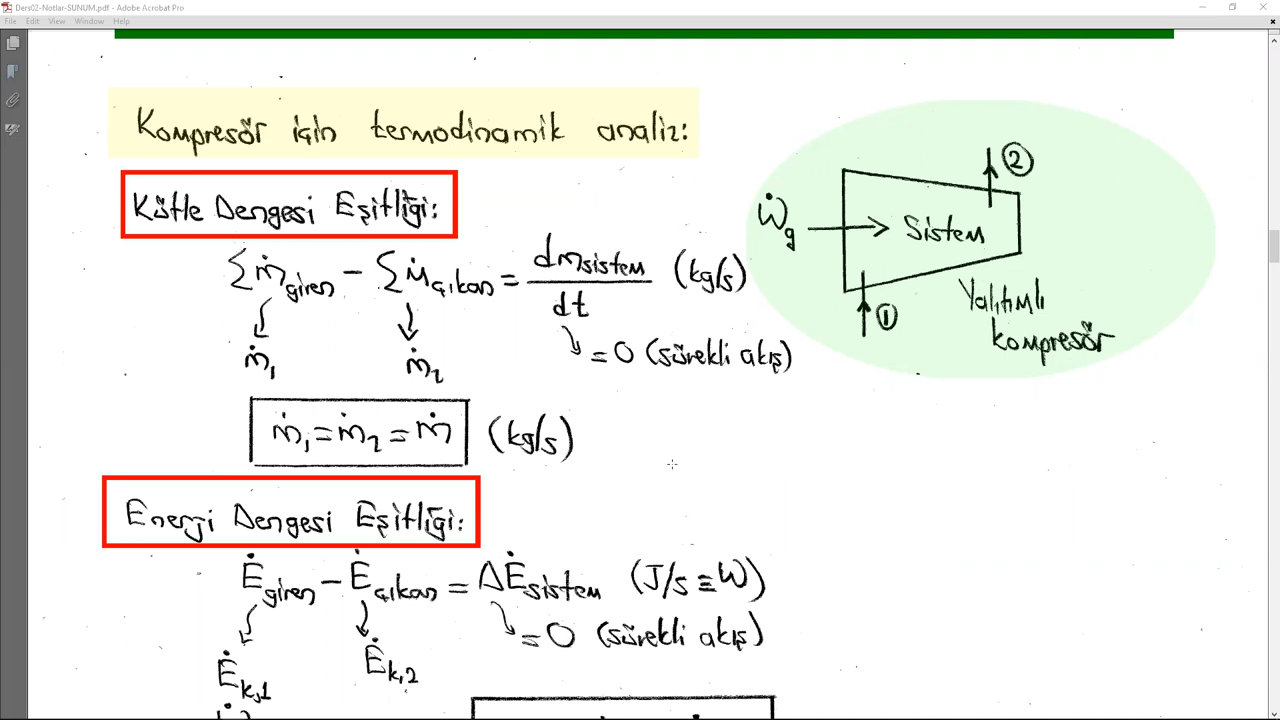 Ders02-Notlar-SUNUM.pdf - Adobe Acrobat Pro
File Edit View Window Help
Kompresör için termodinamik analiz:
Kütle Dengesi Eşitliği:
∑ṁgiren − ∑ṁçıkan = dmsistem / dt (kg/s)
ṁ1 ṁ2 = 0 (sürekli akış)
ṁ1 = ṁ2 = ṁ (kg/s)
Ẇg
Sistem
2
1
Yalıtımlı
kompresör
Enerji Dengesi Eşitliği:
Ėgiren − Ėçıkan = ΔĖsistem (J/s ≡ W)
= 0 (sürekli akış)
Ėk,1 Ėk,2